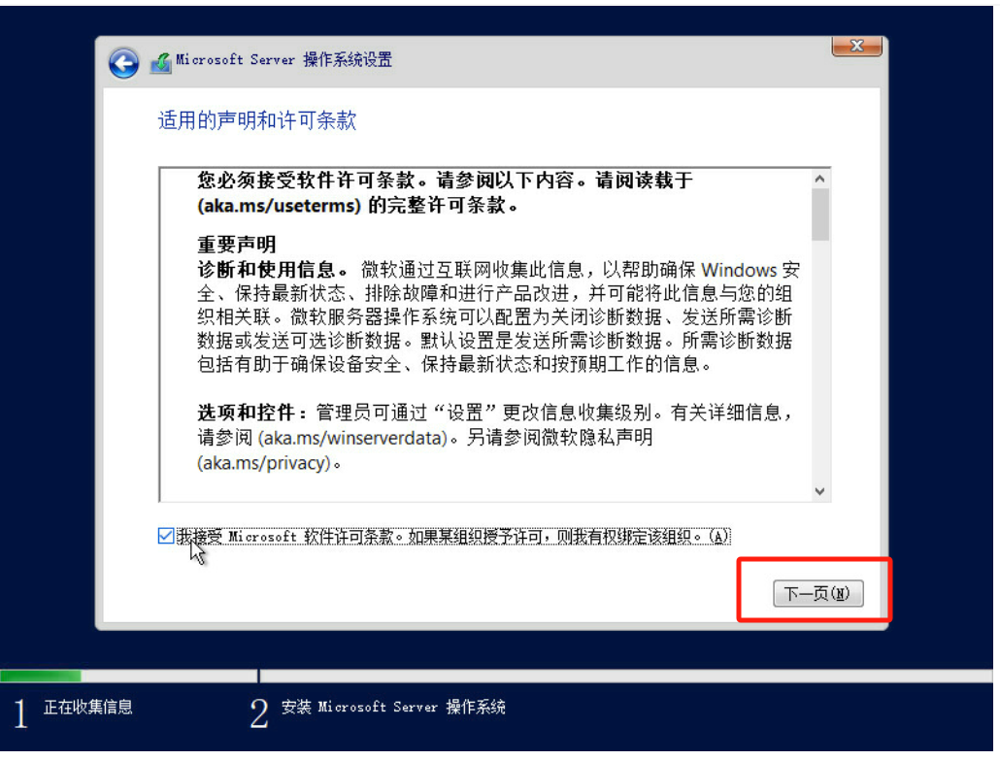 Microsoft Server 操作系统设置
适用的声明和许可条款
您必须接受软件许可条款。请参阅以下内容。请阅读载于
(aka.ms/useterms) 的完整许可条款。
重要声明
诊断和使用信息。 微软通过互联网收集此信息，以帮助确保 Windows 安
全、保持最新状态、排除故障和进行产品改进，并可能将此信息与您的组
织相关联。微软服务器操作系统可以配置为关闭诊断数据、发送所需诊断
数据或发送可选诊断数据。默认设置是发送所需诊断数据。所需诊断数据
包括有助于确保设备安全、保持最新状态和按预期工作的信息。
选项和控件：管理员可通过“设置”更改信息收集级别。有关详细信息，
请参阅 (aka.ms/winserverdata)。另请参阅微软隐私声明
(aka.ms/privacy)。
我接受 Microsoft 软件许可条款。如果某组织授予许可，则我有权绑定该组织。(A)
下一页(N)
1 正在收集信息
2 安装 Microsoft Server 操作系统